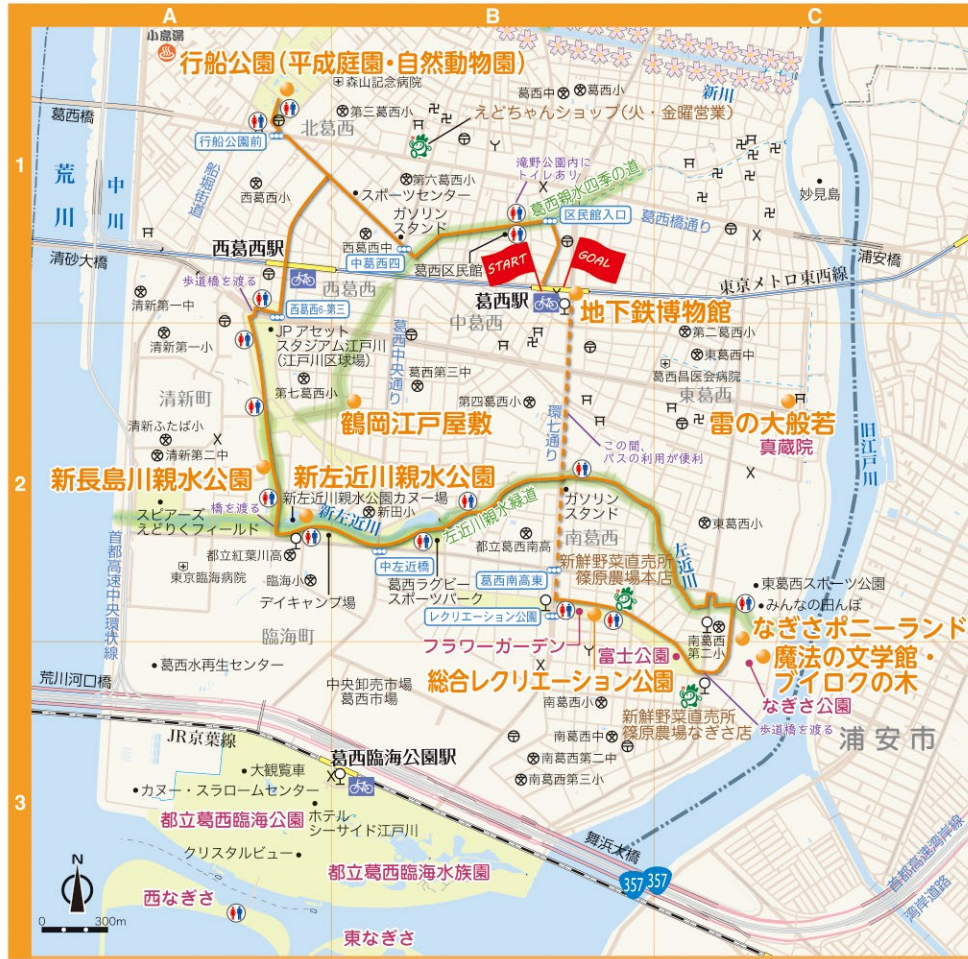 A
B
C
1
2
3
小島湯
行船公園(平成庭園・自然動物園)
森山記念病院
葛西中
葛西小
新川
葛西橋
第三葛西小
えどちゃんショップ(火・金曜営業)
北葛西
行船公園前
荒川
中川
船堀街道
西葛西小
滝野公園内に
トイレあり
第六葛西小
スポーツセンター
葛西親水四季の道
区民館入口
妙見島
ガソリン
スタンド
葛西橋通り
西葛西中
中葛西四
葛西区民館
START
GOAL
西葛西駅
清砂大橋
浦安橋
東京メトロ東西線
歩道橋を渡る
西葛西
葛西駅
地下鉄博物館
清新第一中
西葛西6-第三
中葛西
JPアセット
スタジアム江戸川
(江戸川区球場)
清新第一小
葛西中央通り
第二葛西小
東葛西中
葛西第三中
葛西昌医会病院
第七葛西小
東葛西
清新町
第四葛西小
鶴岡江戸屋敷
環七通り
雷の大般若
真蔵院
清新ふたば小
この間、
バスの利用が便利
旧江戸川
清新第二中
新長島川親水公園
新左近川親水公園
ガソリン
スタンド
橋を渡る
新左近川親水公園カヌー場
スピアーズ
えどりくフィールド
新田小
新左近川
左近川親水緑道
東葛西小
首都高速中央環状線
都立紅葉川高
都立葛西南高
南葛西
左近川
中左近橋
新鮮野菜直売所
篠原農場本店
東京臨海病院
臨海小
葛西ラグビー
スポーツパーク
葛西南高東
東葛西スポーツ公園
デイキャンプ場
みんなの田んぼ
レクリエーション公園
臨海町
フラワーガーデン
富士公園
南葛西
第二小
なぎさポニーランド
魔法の文学館・
ブイロクの木
葛西水再生センター
総合レクリエーション公園
なぎさ公園
荒川河口橋
中央卸売市場
葛西市場
南葛西小
新鮮野菜直売所
篠原農場なぎさ店
歩道橋を渡る
JR京葉線
南葛西中
浦安市
葛西臨海公園駅
南葛西第二中
大観覧車
南葛西第三小
カヌー・スラロームセンター
都立葛西臨海公園
ホテル
シーサイド江戸川
舞浜大橋
クリスタルビュー
都立葛西臨海水族園
357
357
首都高速湾岸線
湾岸道路
N
西なぎさ
0
300m
東なぎさ